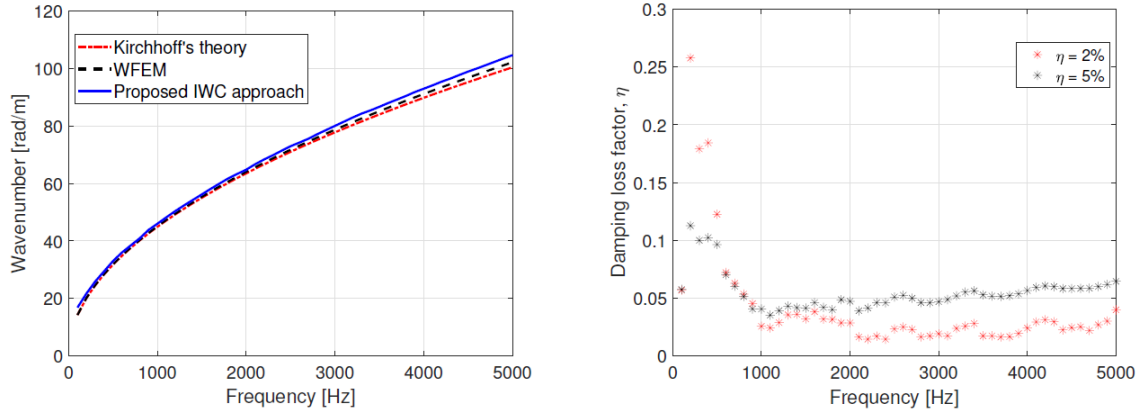 120
100
80
60
40
20
0
Wavenumber [rad/m]
Kirchhoff's theory
WFEM
Proposed IWC approach
0 1000 2000 3000 4000 5000
Frequency [Hz]
0.3
0.25
0.2
0.15
0.1
0.05
0
Damping loss factor, η
η = 2%
η = 5%
0 1000 2000 3000 4000 5000
Frequency [Hz]